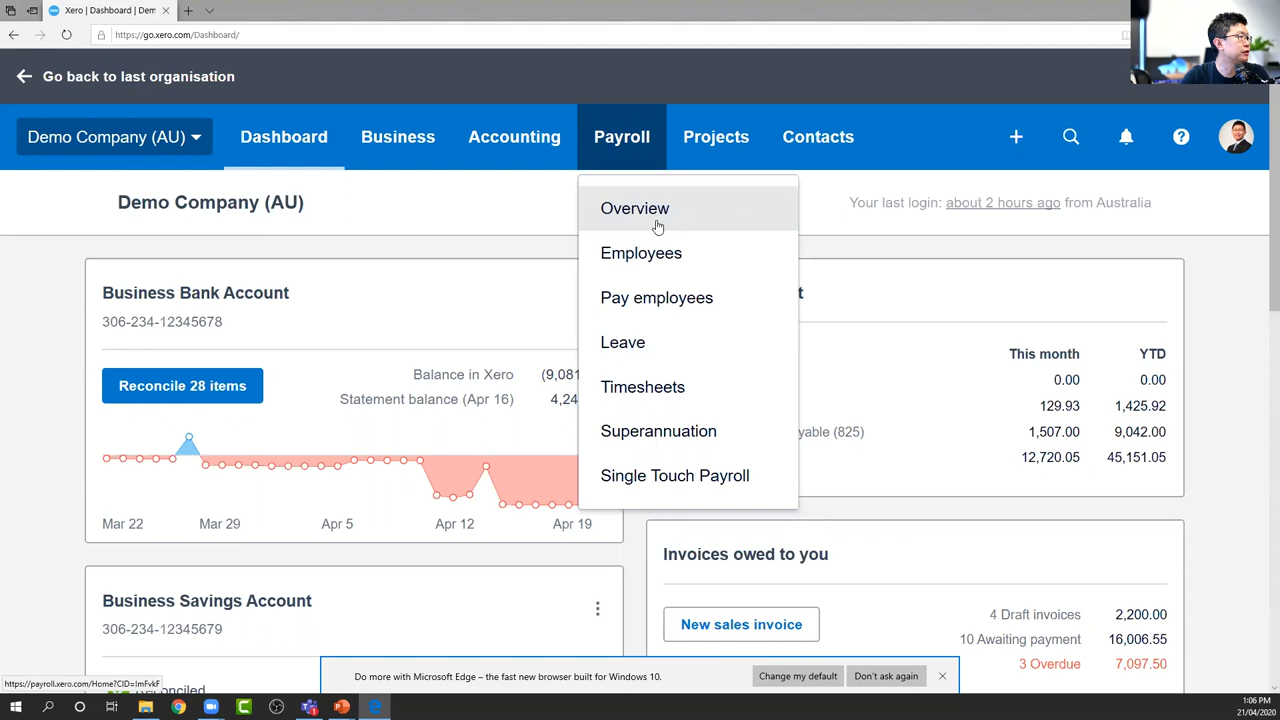 Xero | Dashboard | Dem
https://go.xero.com/Dashboard/
Go back to last organisation
Demo Company (AU)
Dashboard
Business
Accounting
Payroll
Projects
Contacts
Demo Company (AU)
Your last login: about 2 hours ago from Australia
Overview
Employees
Pay employees
Leave
Timesheets
Superannuation
Single Touch Payroll
Business Bank Account
306-234-12345678
Reconcile 28 items
Balance in Xero (9,081
Statement balance (Apr 16) 4,24
Mar 22 Mar 29 Apr 5 Apr 12 Apr 19
t
This month YTD
0.00 0.00
129.93 1,425.92
yable (825) 1,507.00 9,042.00
12,720.05 45,151.05
Business Savings Account
306-234-12345679
Reconciled
Invoices owed to you
New sales invoice
4 Draft invoices 2,200.00
10 Awaiting payment 16,006.55
3 Overdue 7,097.50
Do more with Microsoft Edge – the fast new browser built for Windows 10.
Change my default
Don't ask again
https://payroll.xero.com/Home?CID=!mFvkF
1:06 PM
21/04/2020